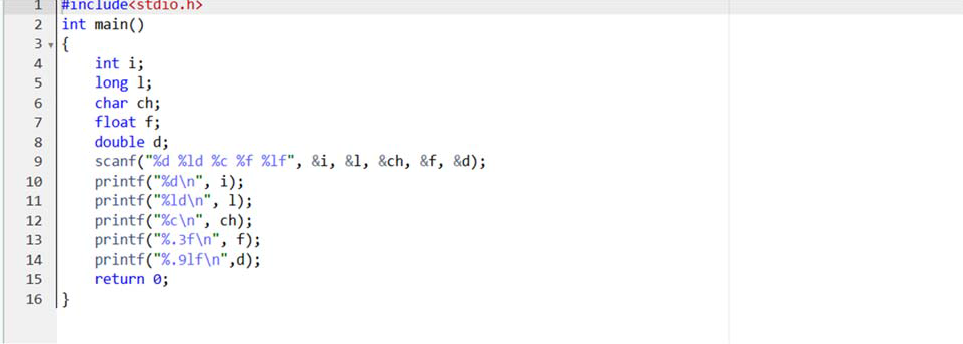 1 #include<stdio.h>
2 int main()
3 {
4 int i;
5 long l;
6 char ch;
7 float f;
8 double d;
9 scanf("%d %ld %c %f %lf", &i, &l, &ch, &f, &d);
10 printf("%d\n", i);
11 printf("%ld\n", l);
12 printf("%c\n", ch);
13 printf("%.3f\n", f);
14 printf("%.9lf\n",d);
15 return 0;
16 }